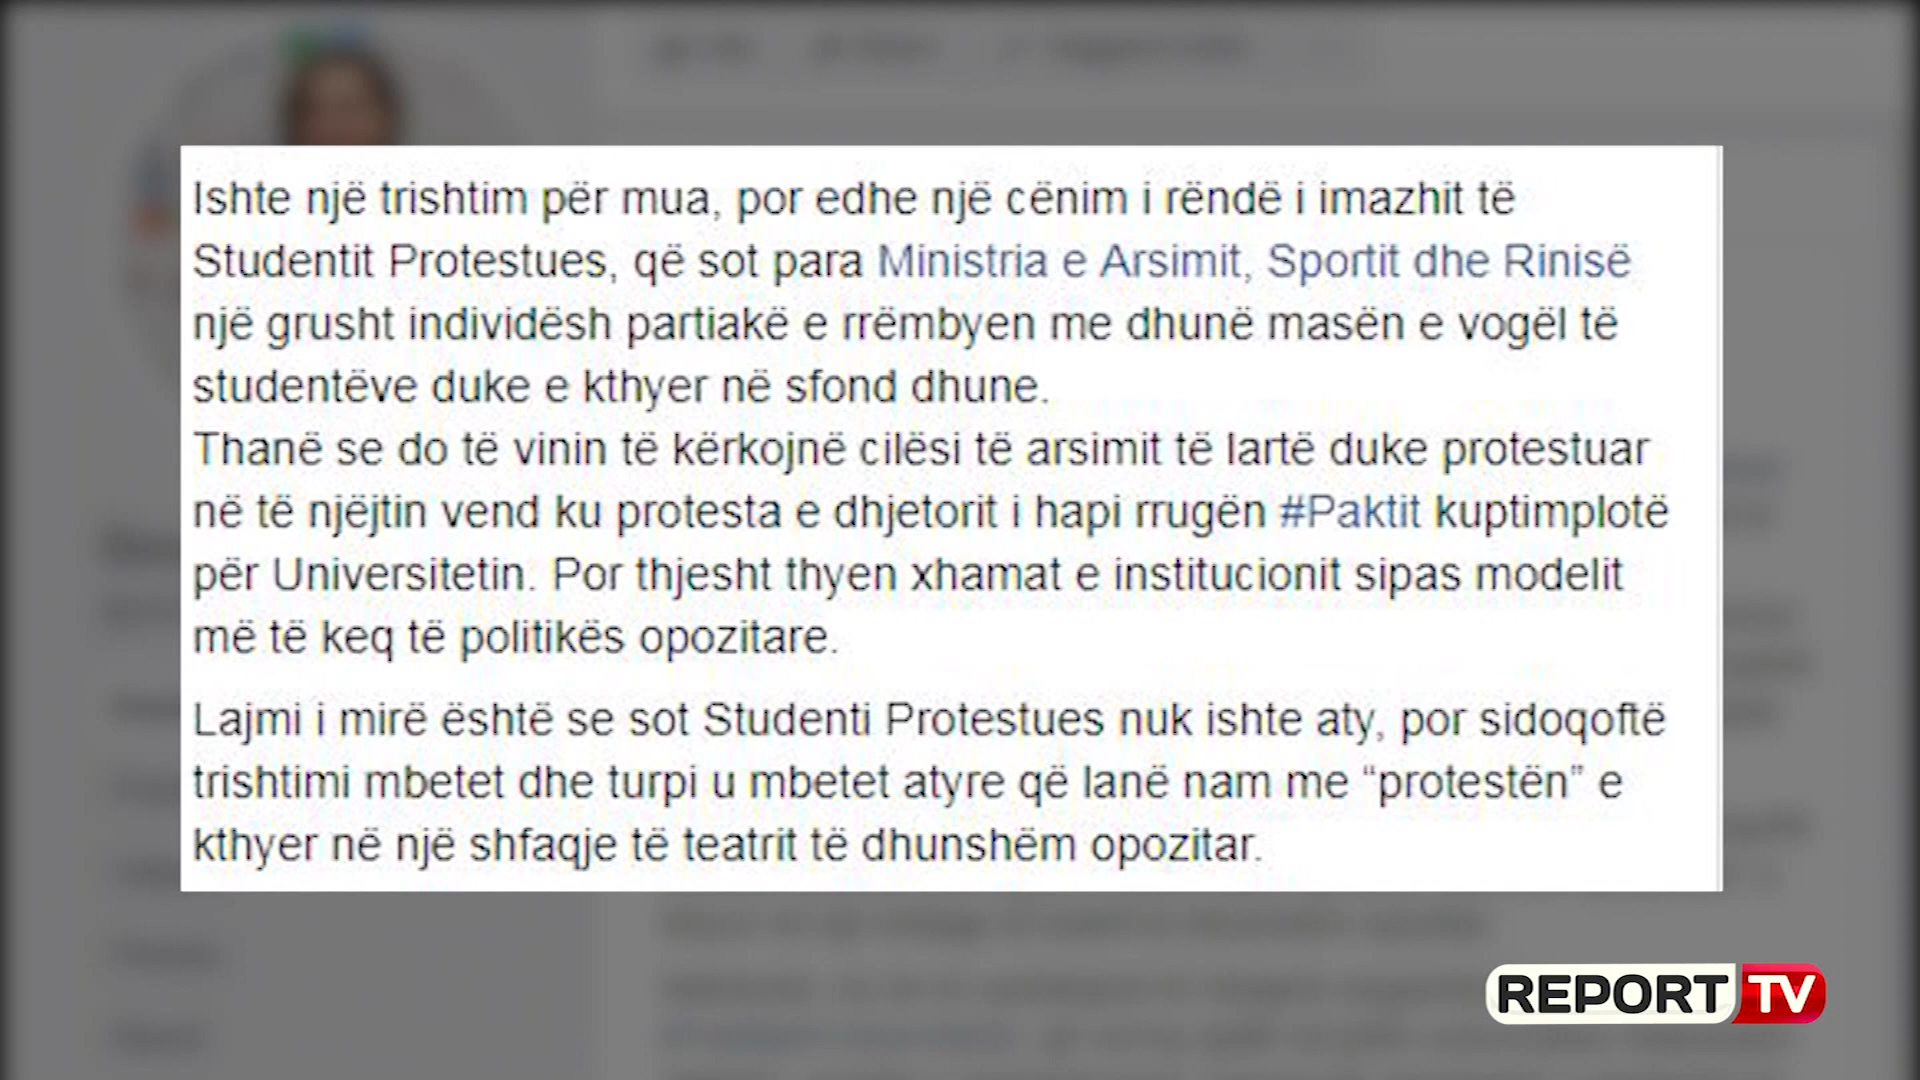 Ishte një trishtim për mua, por edhe një cënim i rëndë i imazhit të
Studentit Protestues, që sot para Ministria e Arsimit, Sportit dhe Rinisë
një grusht individësh partiakë e rrëmbyen me dhunë masën e vogël të
studentëve duke e kthyer në sfond dhune.
Thanë se do të vinin të kërkojnë cilësi të arsimit të lartë duke protestuar
në të njëjtin vend ku protesta e dhjetorit i hapi rrugën #Paktit kuptimplotë
për Universitetin. Por thjesht thyen xhamat e institucionit sipas modelit
më të keq të politikës opozitare.
Lajmi i mirë është se sot Studenti Protestues nuk ishte aty, por sidoqoftë
trishtimi mbetet dhe turpi u mbetet atyre që lanë nam me “protestën” e
kthyer në një shfaqje të teatrit të dhunshëm opozitar.
REPORT TV